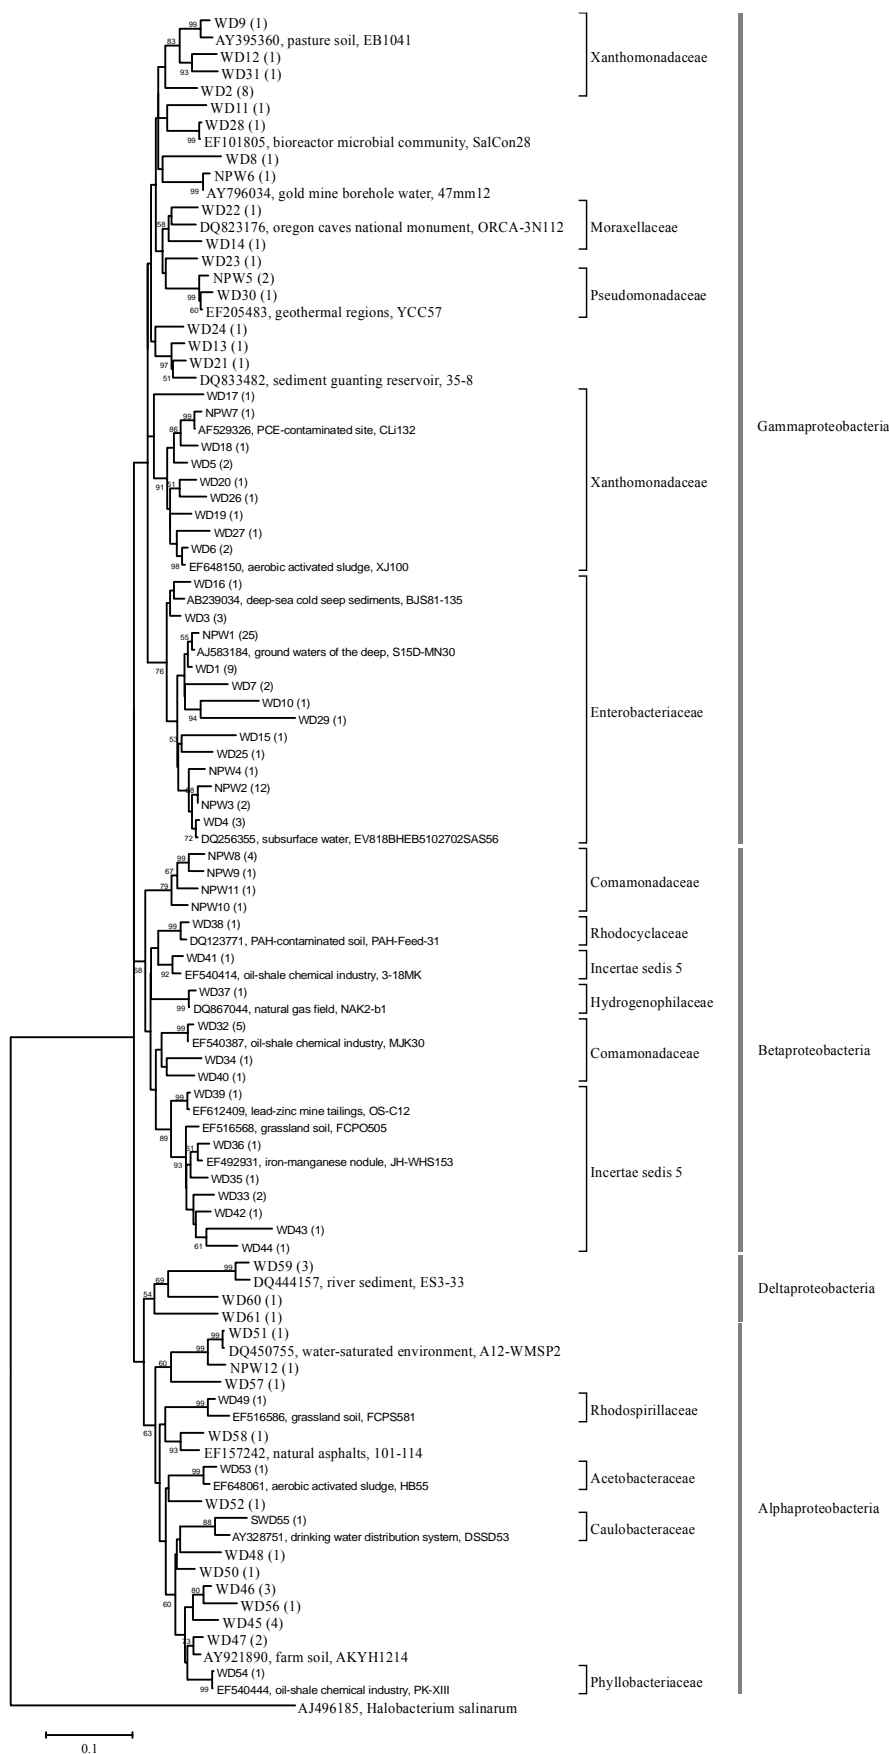 99
WD9 (1)
AY395360, pasture soil, EB1041
Xanthomonadaceae
83
WD12 (1)
93
WD31 (1)
WD2 (8)
WD11 (1)
WD28 (1)
99
EF101805, bioreactor microbial community, SalCon28
WD8 (1)
NPW6 (1)
99
AY796034, gold mine borehole water, 47mm12
WD22 (1)
58
DQ823176, oregon caves national monument, ORCA-3N112
Moraxellaceae
WD14 (1)
WD23 (1)
NPW5 (2)
99
WD30 (1)
Pseudomonadaceae
60
EF205483, geothermal regions, YCC57
WD24 (1)
WD13 (1)
97
WD21 (1)
51
DQ833482, sediment guanting reservoir, 35-8
WD17 (1)
99
NPW7 (1)
86
AF529326, PCE-contaminated site, CLi132
Gammaproteobacteria
WD18 (1)
WD5 (2)
91
51
WD20 (1)
Xanthomonadaceae
WD26 (1)
WD19 (1)
WD27 (1)
WD6 (2)
98
EF648150, aerobic activated sludge, XJ100
WD16 (1)
AB239034, deep-sea cold seep sediments, BJS81-135
WD3 (3)
55
NPW1 (25)
AJ583184, ground waters of the deep, S15D-MN30
76
WD1 (9)
WD7 (2)
WD10 (1)
94
WD29 (1)
Enterobacteriaceae
53
WD15 (1)
WD25 (1)
NPW4 (1)
NPW2 (12)
NPW3 (2)
WD4 (3)
72
DQ256355, subsurface water, EV818BHEB5102702SAS56
99
NPW8 (4)
67
NPW9 (1)
79
NPW11 (1)
Comamonadaceae
NPW10 (1)
99
WD38 (1)
Rhodocyclaceae
DQ123771, PAH-contaminated soil, PAH-Feed-31
WD41 (1)
Incertae sedis 5
92
EF540414, oil-shale chemical industry, 3-18MK
WD37 (1)
Hydrogenophilaceae
99
DQ867044, natural gas field, NAK2-b1
99
WD32 (5)
EF540387, oil-shale chemical industry, MJK30
Comamonadaceae
Betaproteobacteria
WD34 (1)
WD40 (1)
99
WD39 (1)
EF612409, lead-zinc mine tailings, OS-C12
89
EF516568, grassland soil, FCPO505
WD36 (1)
93
EF492931, iron-manganese nodule, JH-WHS153
Incertae sedis 5
WD35 (1)
WD33 (2)
WD42 (1)
WD43 (1)
61
WD44 (1)
99
WD59 (3)
DQ444157, river sediment, ES3-33
69
Deltaproteobacteria
54
WD60 (1)
WD61 (1)
99
WD51 (1)
99
DQ450755, water-saturated environment, A12-WMSP2
60
NPW12 (1)
WD57 (1)
99
WD49 (1)
Rhodospirillaceae
EF516586, grassland soil, FCPS581
63
WD58 (1)
93
EF157242, natural asphalts, 101-114
99
WD53 (1)
Acetobacteraceae
EF648061, aerobic activated sludge, HB55
WD52 (1)
Alphaproteobacteria
88
SWD55 (1)
Caulobacteraceae
AY328751, drinking water distribution system, DSSD53
WD48 (1)
WD50 (1)
80
WD46 (3)
60
WD56 (1)
WD45 (4)
WD47 (2)
AY921890, farm soil, AKYH1214
WD54 (1)
Phyllobacteriaceae
99
EF540444, oil-shale chemical industry, PK-XIII
AJ496185, Halobacterium salinarum
0.1